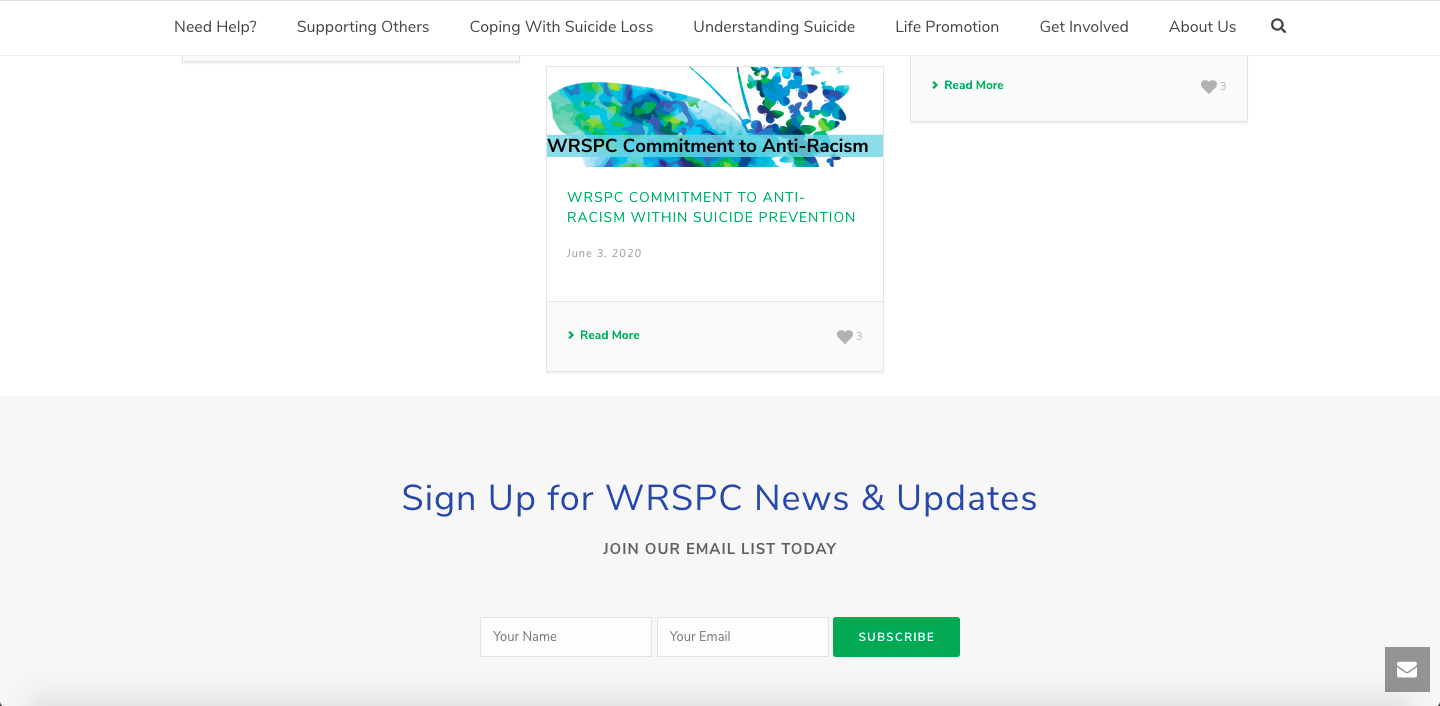 Need Help? Supporting Others Coping With Suicide Loss Understanding Suicide Life Promotion Get Involved About Us
Read More 3
WRSPC Commitment to Anti-Racism
WRSPC COMMITMENT TO ANTI-
RACISM WITHIN SUICIDE PREVENTION
June 3, 2020
Read More 3
Sign Up for WRSPC News & Updates
JOIN OUR EMAIL LIST TODAY
Your Name Your Email SUBSCRIBE